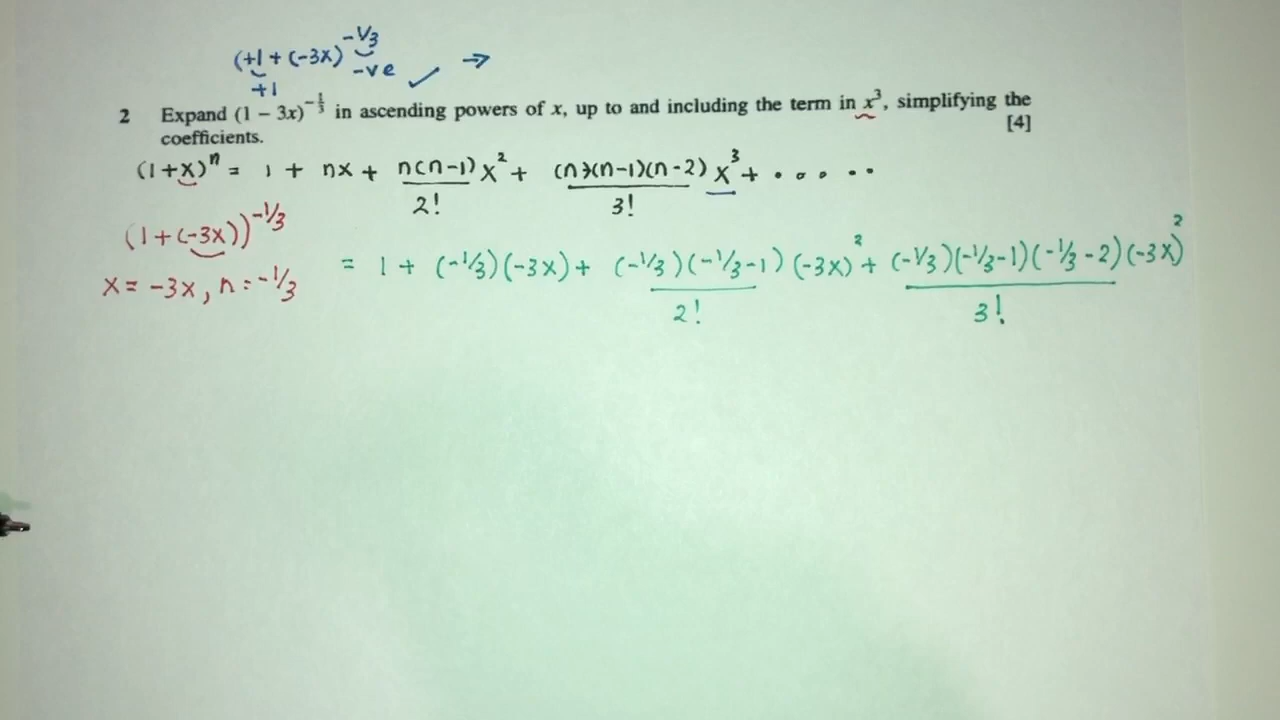 (+1 + (-3x)^-1/3
+1 -ve ✓ →
2 Expand (1 − 3x)^−1/3 in ascending powers of x, up to and including the term in x³, simplifying the
coefficients. [4]
(1+x)^n = 1 + nx + n(n-1)/2! x² + (n)(n-1)(n-2)/3! x³ + . . . . .
(1+(-3x))^-1/3
= 1 + (-1/3)(-3x) + (-1/3)(-1/3-1)/2! (-3x)² + (-1/3)(-1/3-1)(-1/3-2)/3! (-3x)²
x = -3x, n = -1/3